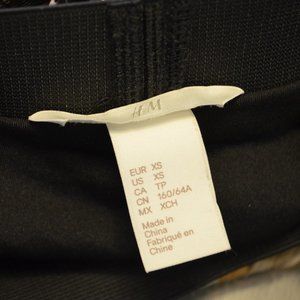 H&M
EUR XS
US XS
CA TP
CN 160/64A
MX XCH
Made in
China
Fabriqué en
Chine